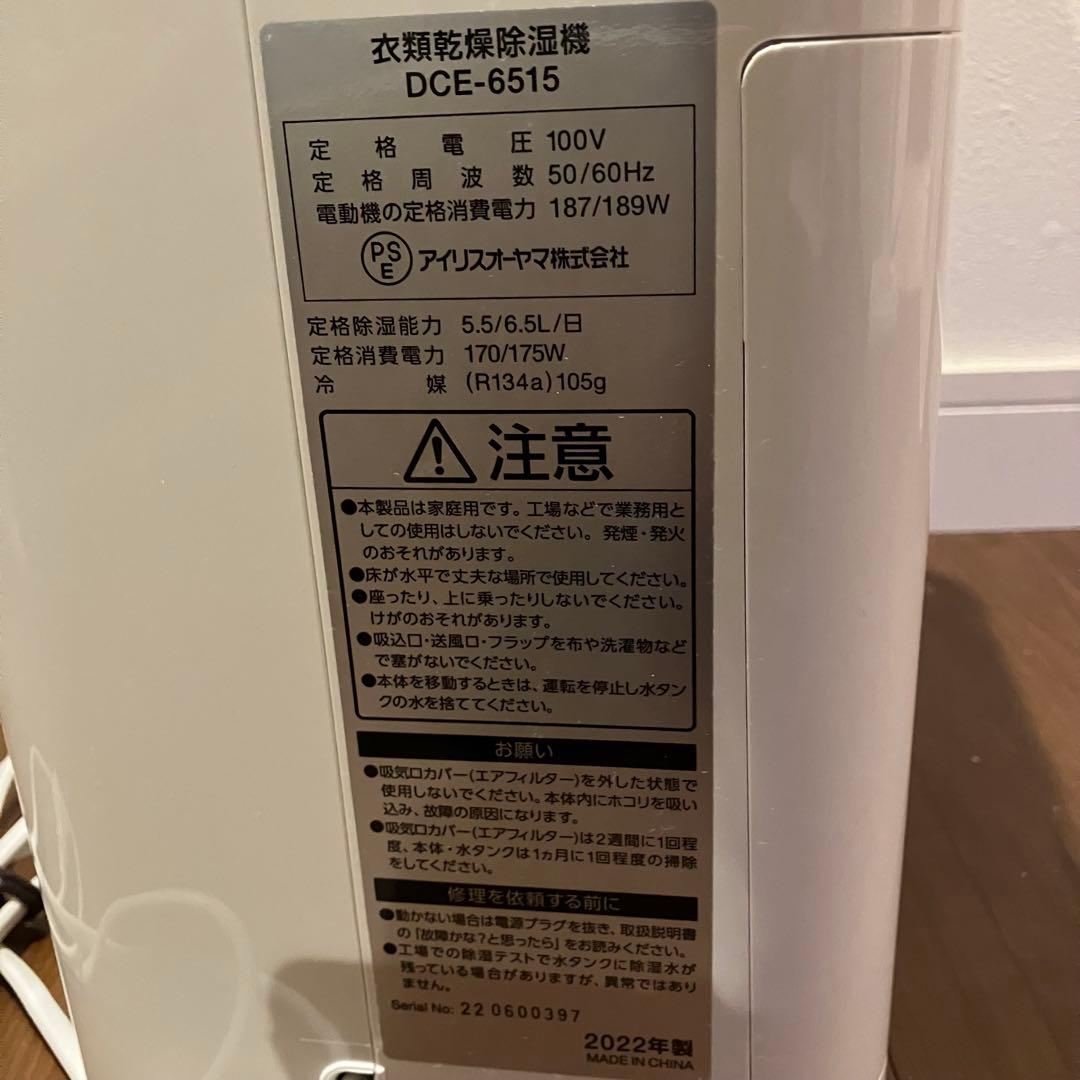 衣類乾燥除湿機
DCE-6515
定格電圧 100V
定格周波数 50/60Hz
電動機の定格消費電力 187/189W
PSE アイリスオーヤマ株式会社
定格除湿能力 5.5/6.5L/日
定格消費電力 170/175W
冷媒 (R134a)105g
注意
●本製品は家庭用です。工場などで業務用と
しての使用はしないでください。発煙・発火
のおそれがあります。
●床が水平で丈夫な場所で使用してください。
●座ったり、上に乗ったりしないでください。
けがのおそれがあります。
●吸込口・送風口・フラップを布や洗濯物など
で塞がないでください。
●本体を移動するときは、運転を停止し水タン
クの水を捨ててください。
お願い
●吸気口カバー(エアフィルター)を外した状態で
使用しないでください。本体内にホコリを吸い
込み、故障の原因になります。
●吸気口カバー(エアフィルター)は2週間に1回程
度、本体・水タンクは1ヵ月に1回程度の掃除
をしてください。
修理を依頼する前に
●動かない場合は電源プラグを抜き、取扱説明書
の「故障かな?と思ったら」をお読みください。
●工場での除湿テストで水タンクに除湿水が
残っている場合がありますが、異常ではあり
ません。
Serial No: 22 0600397
2022年製
MADE IN CHINA